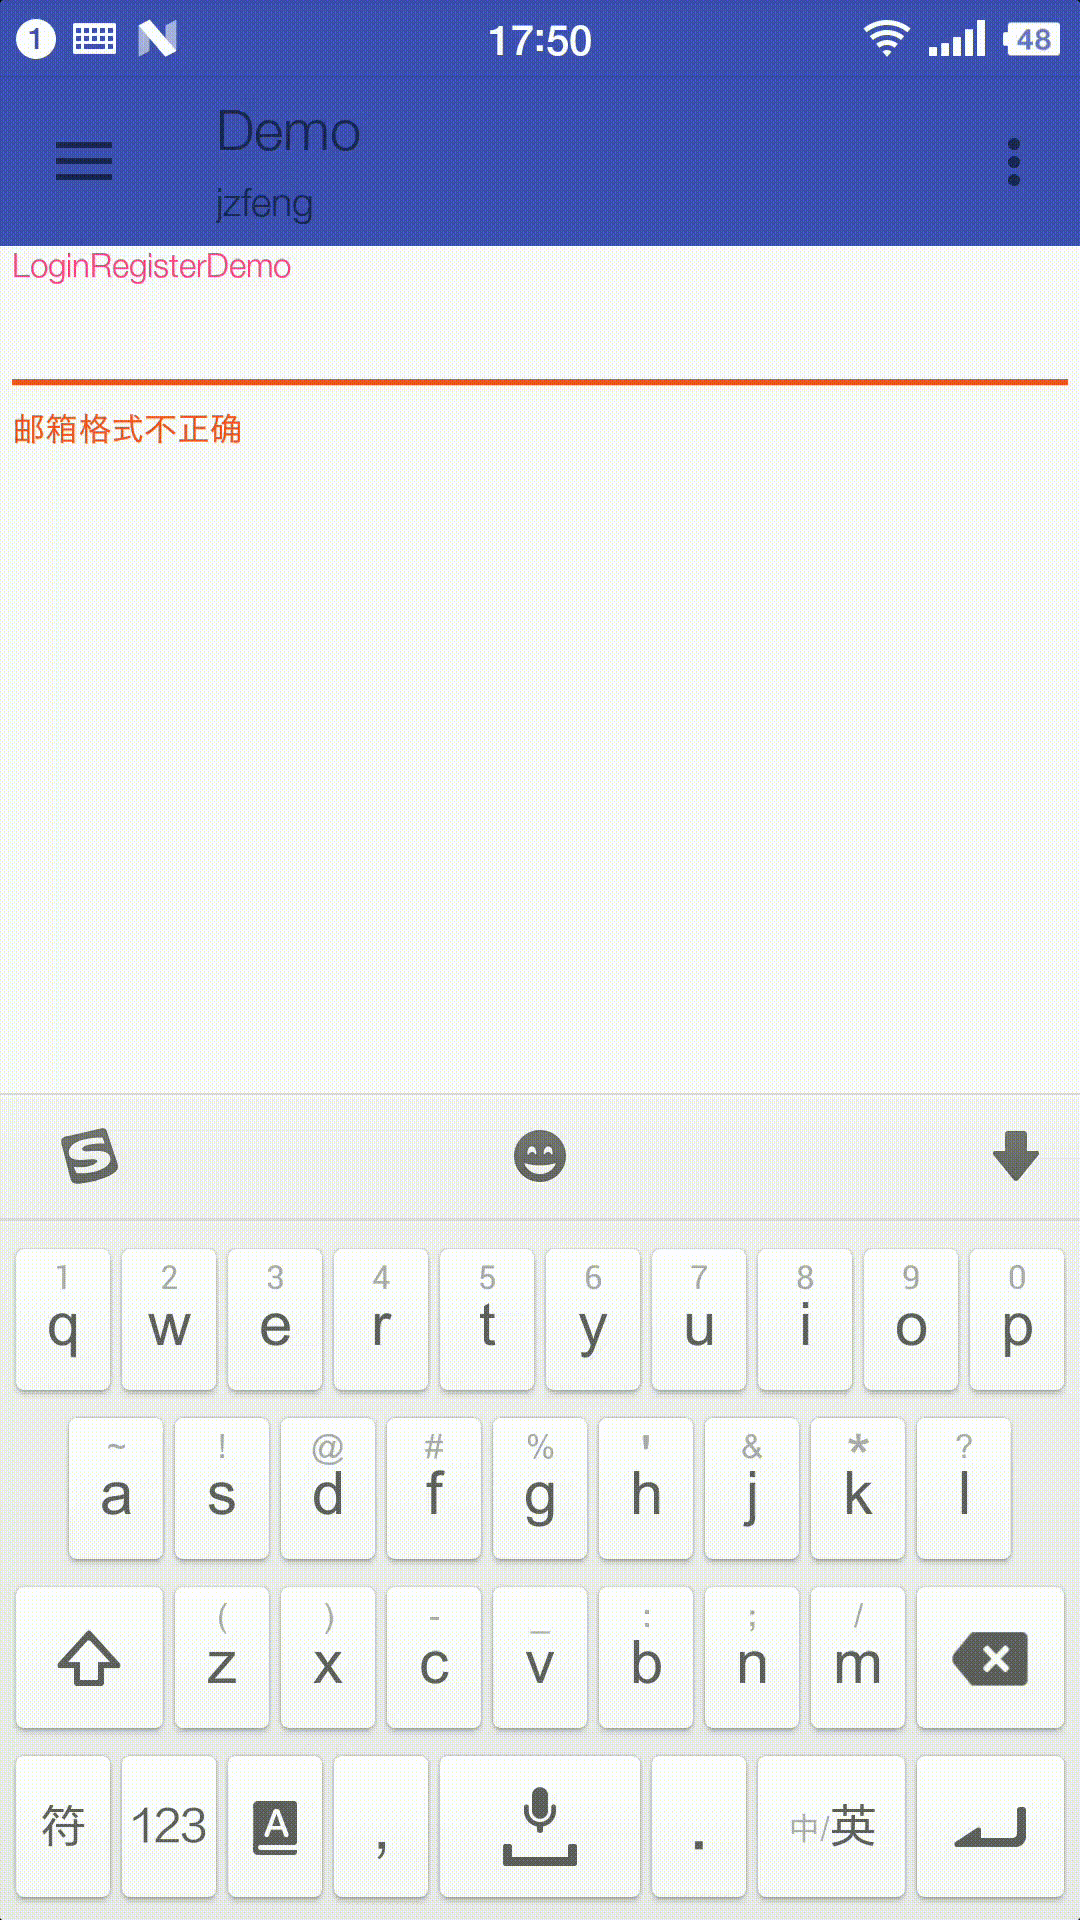 1 17:50 48
Demo
jzfeng
LoginRegisterDemo
邮箱格式不正确
1 2 3 4 5 6 7 8 9 0
q w e r t y u i o p
~ ! @ # % ' & * ?
a s d f g h j k l
( ) - _ : ; /
z x c v b n m
符 123 A , . 中/英